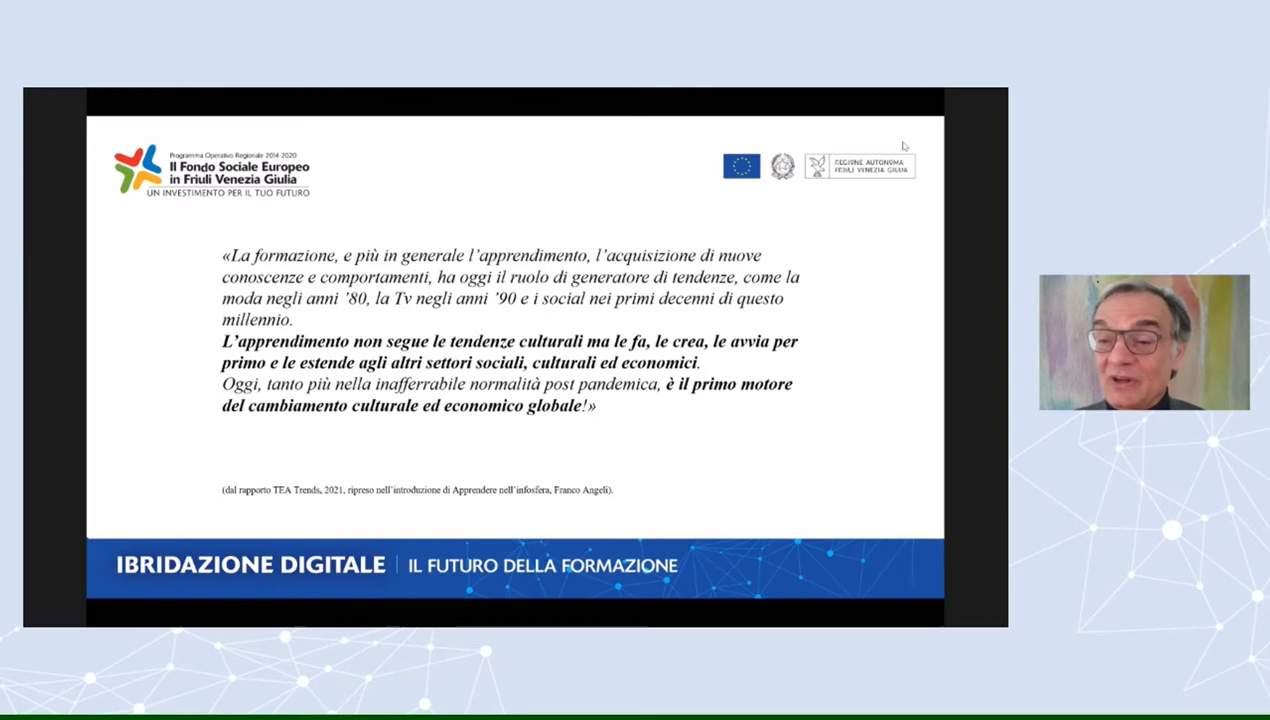 Programma Operativo Regionale 2014-2020
Il Fondo Sociale Europeo
in Friuli Venezia Giulia
UN INVESTIMENTO PER IL TUO FUTURO
REGIONE AUTONOMA
FRIULI VENEZIA GIULIA
«La formazione, e più in generale l’apprendimento, l’acquisizione di nuove
conoscenze e comportamenti, ha oggi il ruolo di generatore di tendenze, come la
moda negli anni ’80, la Tv negli anni ’90 e i social nei primi decenni di questo
millennio.
L’apprendimento non segue le tendenze culturali ma le fa, le crea, le avvia per
primo e le estende agli altri settori sociali, culturali ed economici.
Oggi, tanto più nella inafferrabile normalità post pandemica, è il primo motore
del cambiamento culturale ed economico globale!»
(dal rapporto TEA Trends, 2021, ripreso nell’introduzione di Apprendere nell’infosfera, Franco Angeli).
IBRIDAZIONE DIGITALE | IL FUTURO DELLA FORMAZIONE